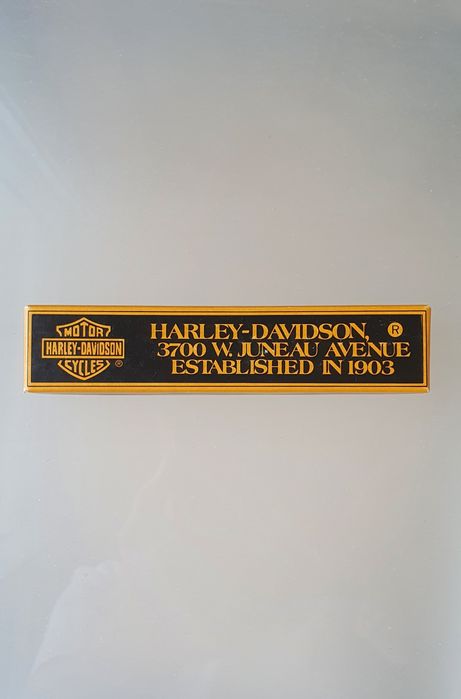 MOTOR
HARLEY-DAVIDSON
CYCLES ®
HARLEY-DAVIDSON, ®
3700 W. JUNEAU AVENUE
ESTABLISHED IN 1903